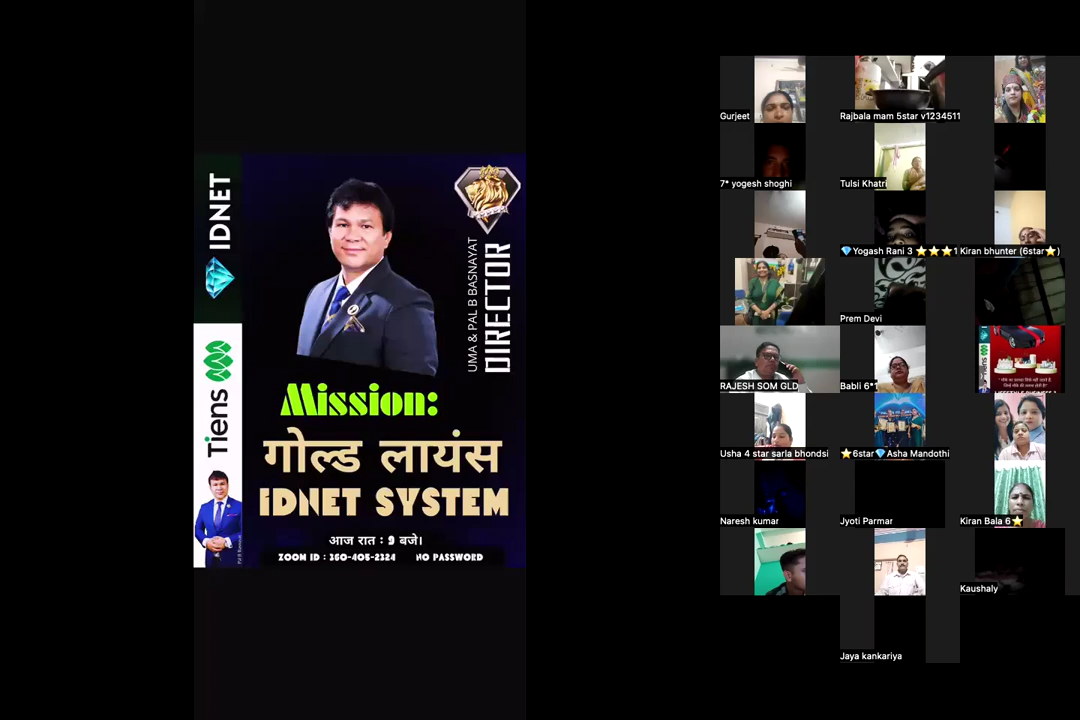 IDNET
Tiens
UMA & PAL B BASNAYAT
DIRECTOR
Mission:
गोल्ड लायंस
IDNET SYSTEM
आज रात : 9 बजे।
ZOOM ID : 360-405-2324 NO PASSWORD
Gurjeet
Rajbala mam 5star v1234511
7* yogesh shoghi
Tulsi Khatri
💎Yogash Rani 3 ⭐⭐⭐1
Kiran bhunter (6star⭐)
Prem Devi
RAJESH SOM GLD
Babli 6*1
Tiens
Usha 4 star sarla bhondsi
⭐6star💎Asha Mandothi
Naresh kumar
Jyoti Parmar
Kiran Bala 6⭐
Kaushaly
Jaya kankariya